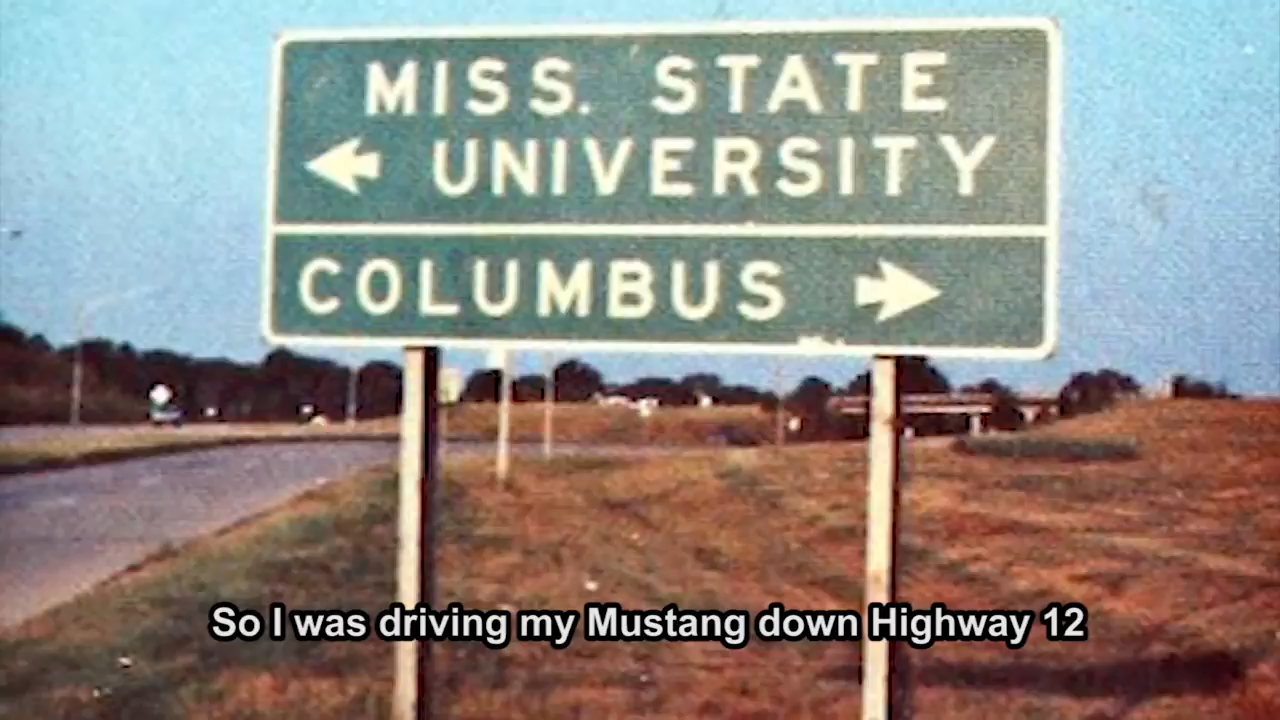 MISS. STATE
UNIVERSITY
COLUMBUS
So I was driving my Mustang down Highway 12